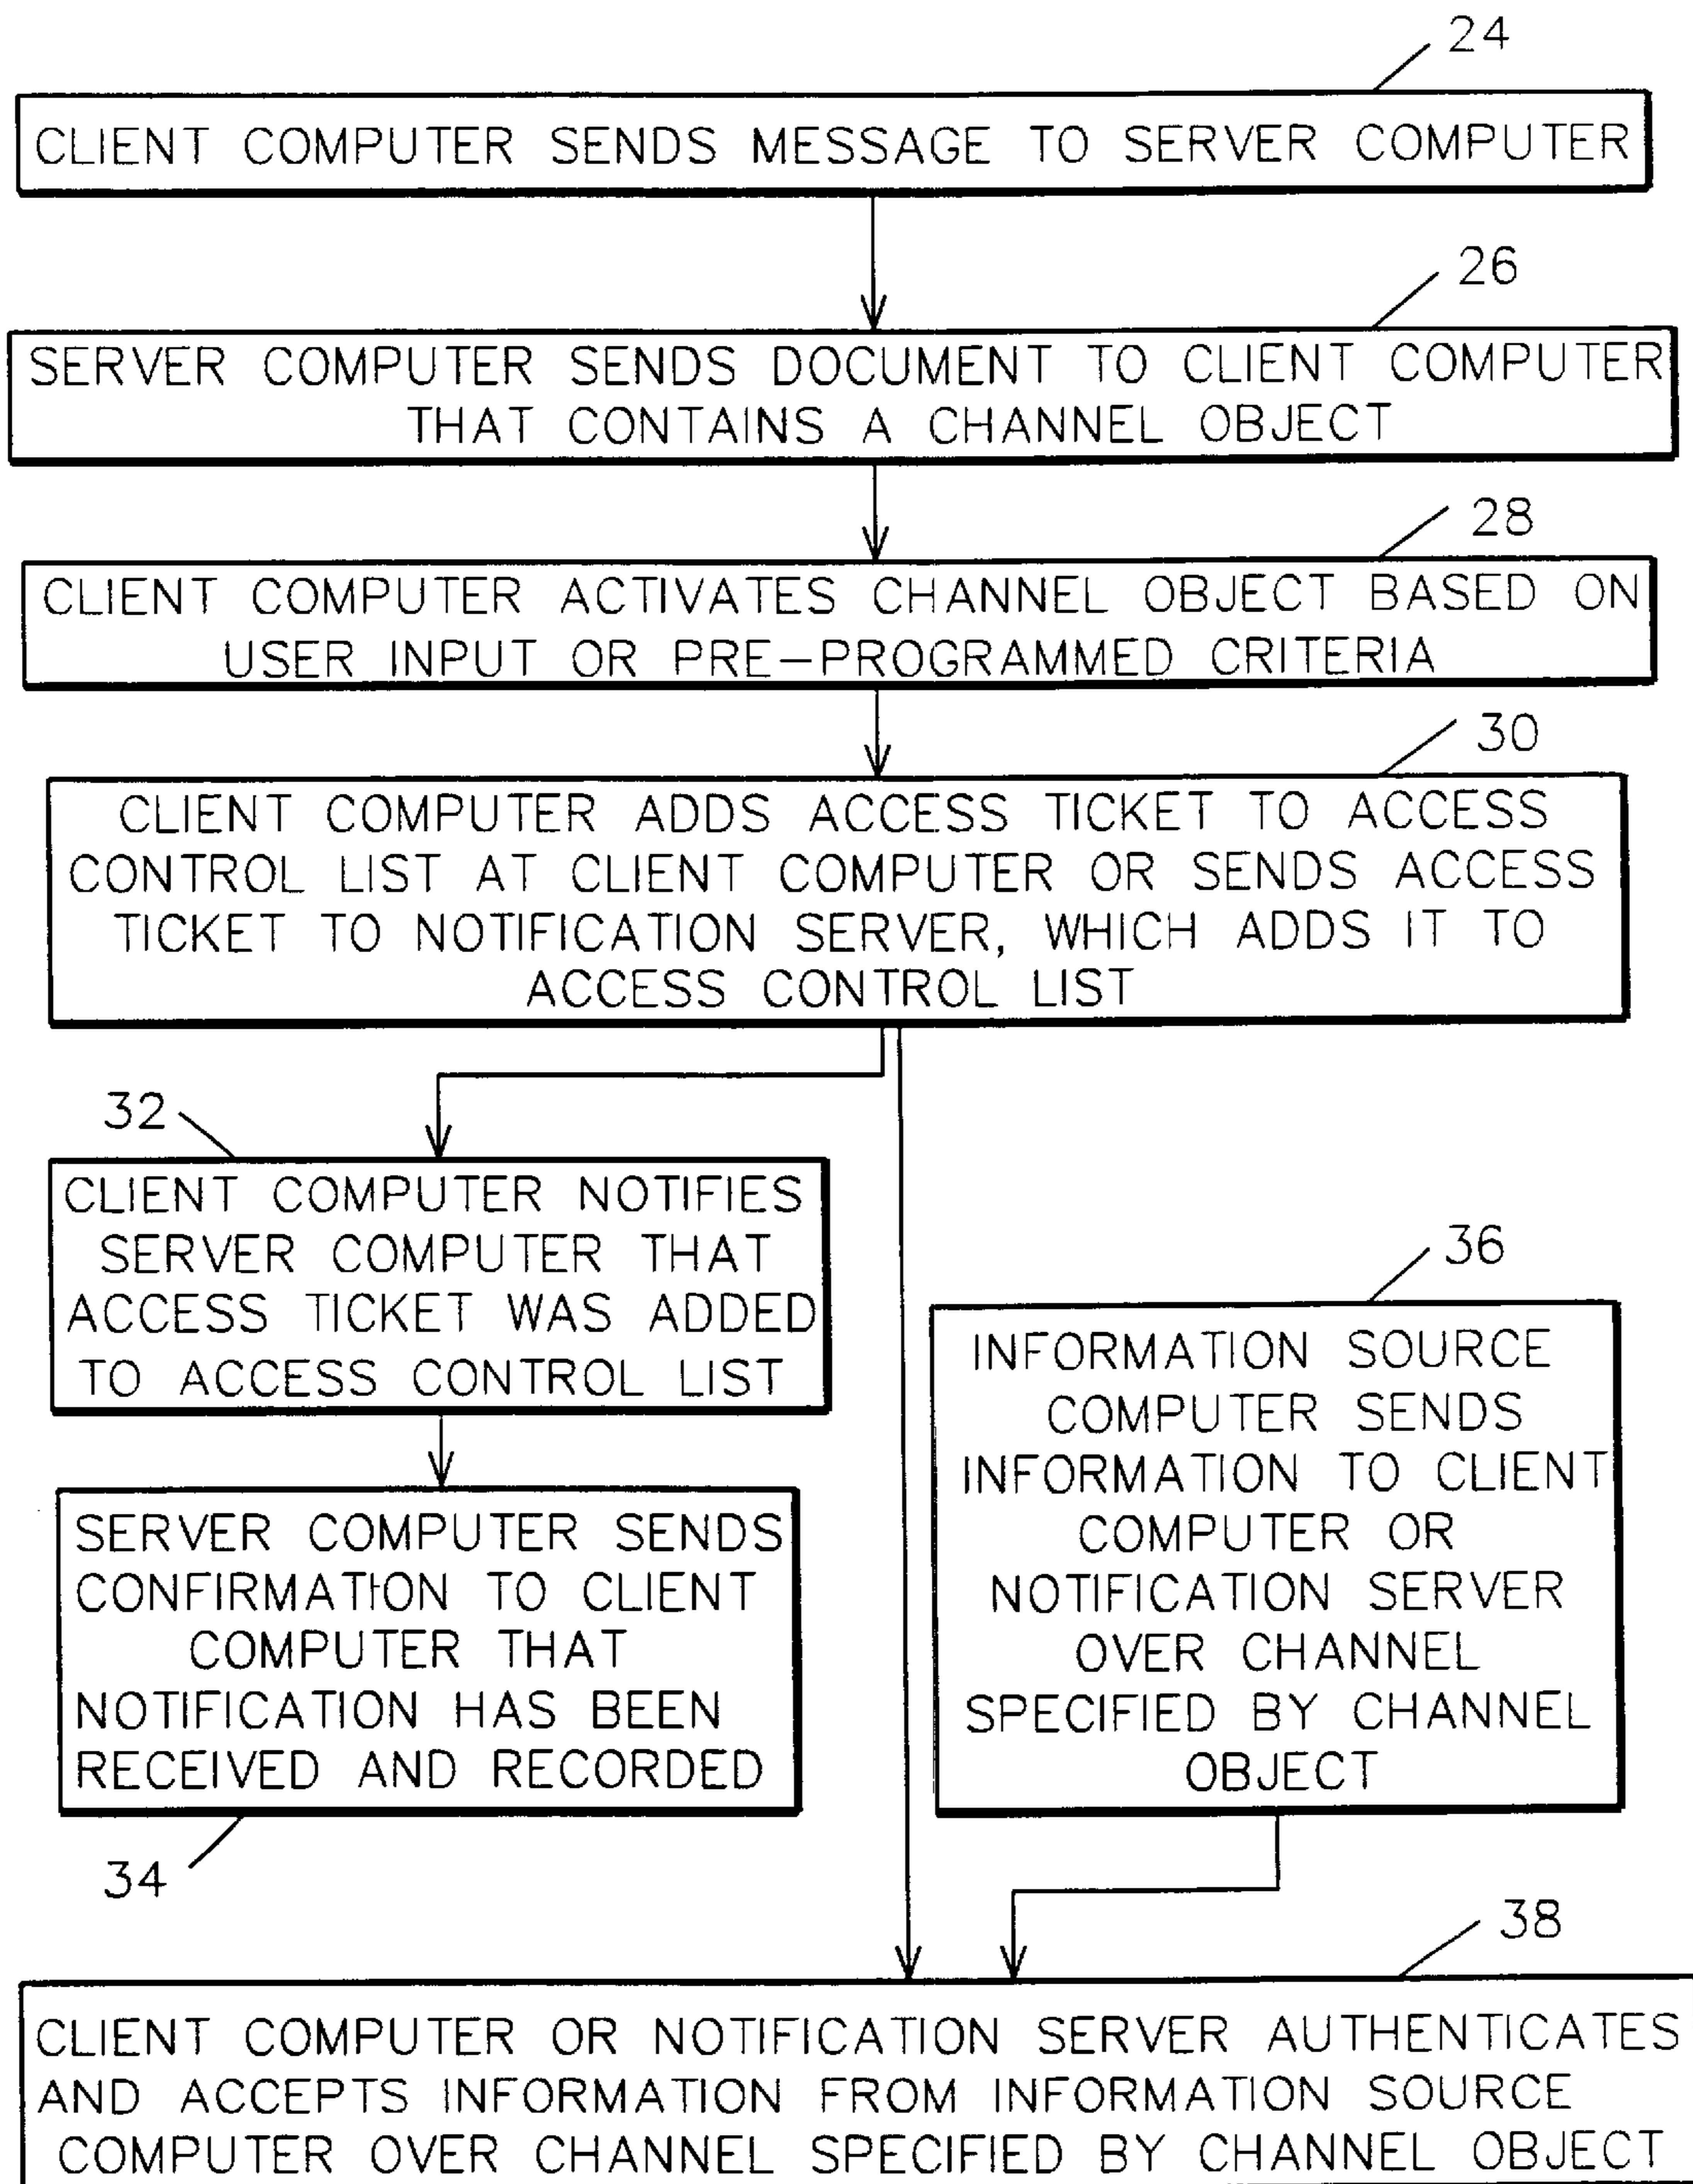 24
CLIENT COMPUTER SENDS MESSAGE TO SERVER COMPUTER
26
SERVER COMPUTER SENDS DOCUMENT TO CLIENT COMPUTER
THAT CONTAINS A CHANNEL OBJECT
28
CLIENT COMPUTER ACTIVATES CHANNEL OBJECT BASED ON
USER INPUT OR PRE-PROGRAMMED CRITERIA
30
CLIENT COMPUTER ADDS ACCESS TICKET TO ACCESS
CONTROL LIST AT CLIENT COMPUTER OR SENDS ACCESS
TICKET TO NOTIFICATION SERVER, WHICH ADDS IT TO
ACCESS CONTROL LIST
32
CLIENT COMPUTER NOTIFIES
SERVER COMPUTER THAT
ACCESS TICKET WAS ADDED
TO ACCESS CONTROL LIST
SERVER COMPUTER SENDS
CONFIRMATION TO CLIENT
COMPUTER THAT
NOTIFICATION HAS BEEN
RECEIVED AND RECORDED
34
36
INFORMATION SOURCE
COMPUTER SENDS
INFORMATION TO CLIENT
COMPUTER OR
NOTIFICATION SERVER
OVER CHANNEL
SPECIFIED BY CHANNEL
OBJECT
38
CLIENT COMPUTER OR NOTIFICATION SERVER AUTHENTICATES
AND ACCEPTS INFORMATION FROM INFORMATION SOURCE
COMPUTER OVER CHANNEL SPECIFIED BY CHANNEL OBJECT